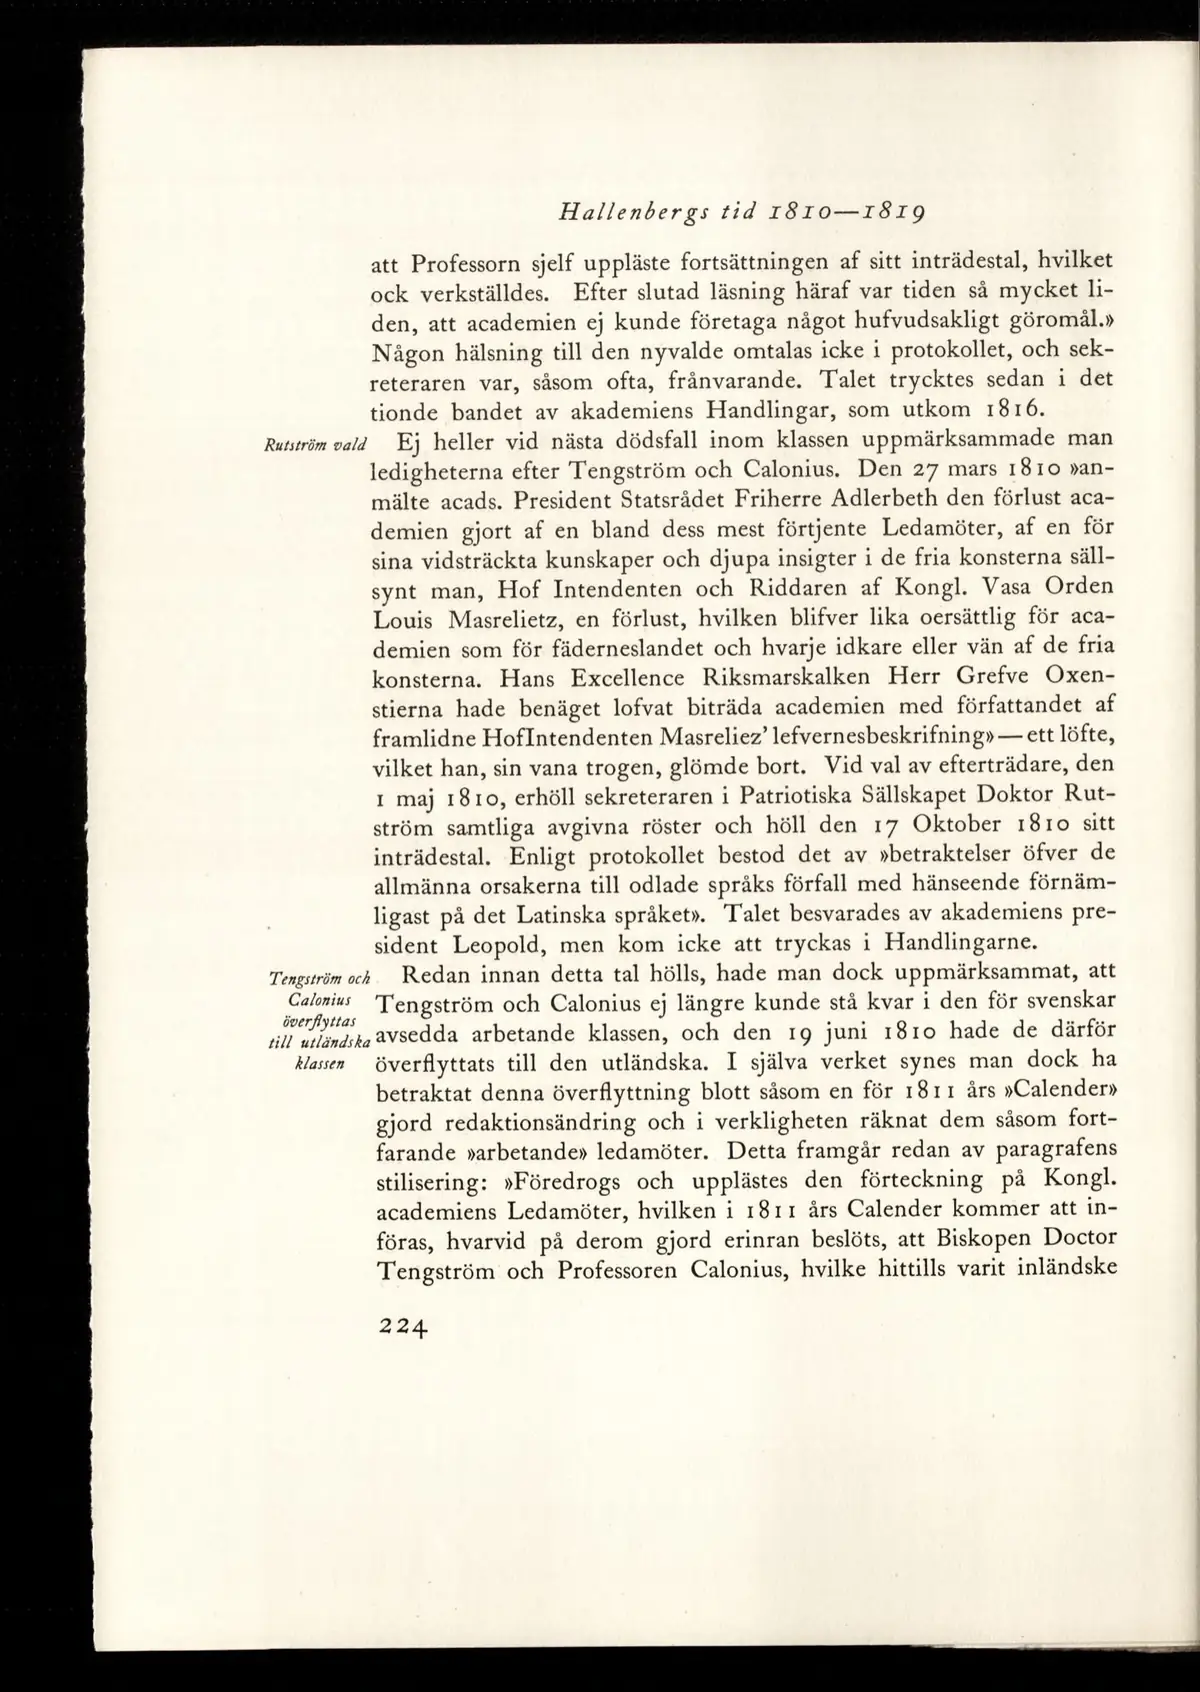 Hallenbergs tid 1810—1819
att Professorn sjelf uppläste fortsättningen af sitt inträdestal, hvilket
ock verkställdes. Efter slutad läsning häraf var tiden så mycket li-
den, att academien ej kunde företaga något hufvudsakligt göromål.»
Någon hälsning till den nyvalde omtalas icke i protokollet, och sek-
reteraren var, såsom ofta, frånvarande. Talet trycktes sedan i det
tionde bandet av akademiens Handlingar, som utkom 1816.
Rutström vald
Ej heller vid nästa dödsfall inom klassen uppmärksammade man
ledigheterna efter Tengström och Calonius. Den 27 mars 1810 »an-
mälte acads. President Statsrådet Friherre Adlerbeth den förlust aca-
demien gjort af en bland dess mest förtjente Ledamöter, af en för
sina vidsträckta kunskaper och djupa insigter i de fria konsterna säll-
synt man, Hof Intendenten och Riddaren af Kongl. Vasa Orden
Louis Masrelietz, en förlust, hvilken blifver lika oersättlig för aca-
demien som för fäderneslandet och hvarje idkare eller vän af de fria
konsterna. Hans Excellence Riksmarskalken Herr Grefve Oxen-
stierna hade benäget lofvat biträda academien med författandet af
framlidne HofIntendenten Masreliez’ lefvernesbeskrifning» — ett löfte,
vilket han, sin vana trogen, glömde bort. Vid val av efterträdare, den
1 maj 1810, erhöll sekreteraren i Patriotiska Sällskapet Doktor Rut-
ström samtliga avgivna röster och höll den 17 Oktober 1810 sitt
inträdestal. Enligt protokollet bestod det av »betraktelser öfver de
allmänna orsakerna till odlade språks förfall med hänseende förnäm-
ligast på det Latinska språket». Talet besvarades av akademiens pre-
sident Leopold, men kom icke att tryckas i Handlingarne.
Tengström och
Calonius
överflyttas
till utländska
klassen
Redan innan detta tal hölls, hade man dock uppmärksammat, att
Tengström och Calonius ej längre kunde stå kvar i den för svenskar
avsedda arbetande klassen, och den 19 juni 1810 hade de därför
överflyttats till den utländska. I själva verket synes man dock ha
betraktat denna överflyttning blott såsom en för 1811 års »Calender»
gjord redaktionsändring och i verkligheten räknat dem såsom fort-
farande »arbetande» ledamöter. Detta framgår redan av paragrafens
stilisering: »Föredrogs och upplästes den förteckning på Kongl.
academiens Ledamöter, hvilken i 1811 års Calender kommer att in-
föras, hvarvid på derom gjord erinran beslöts, att Biskopen Doctor
Tengström och Professoren Calonius, hvilke hittills varit inländske
224